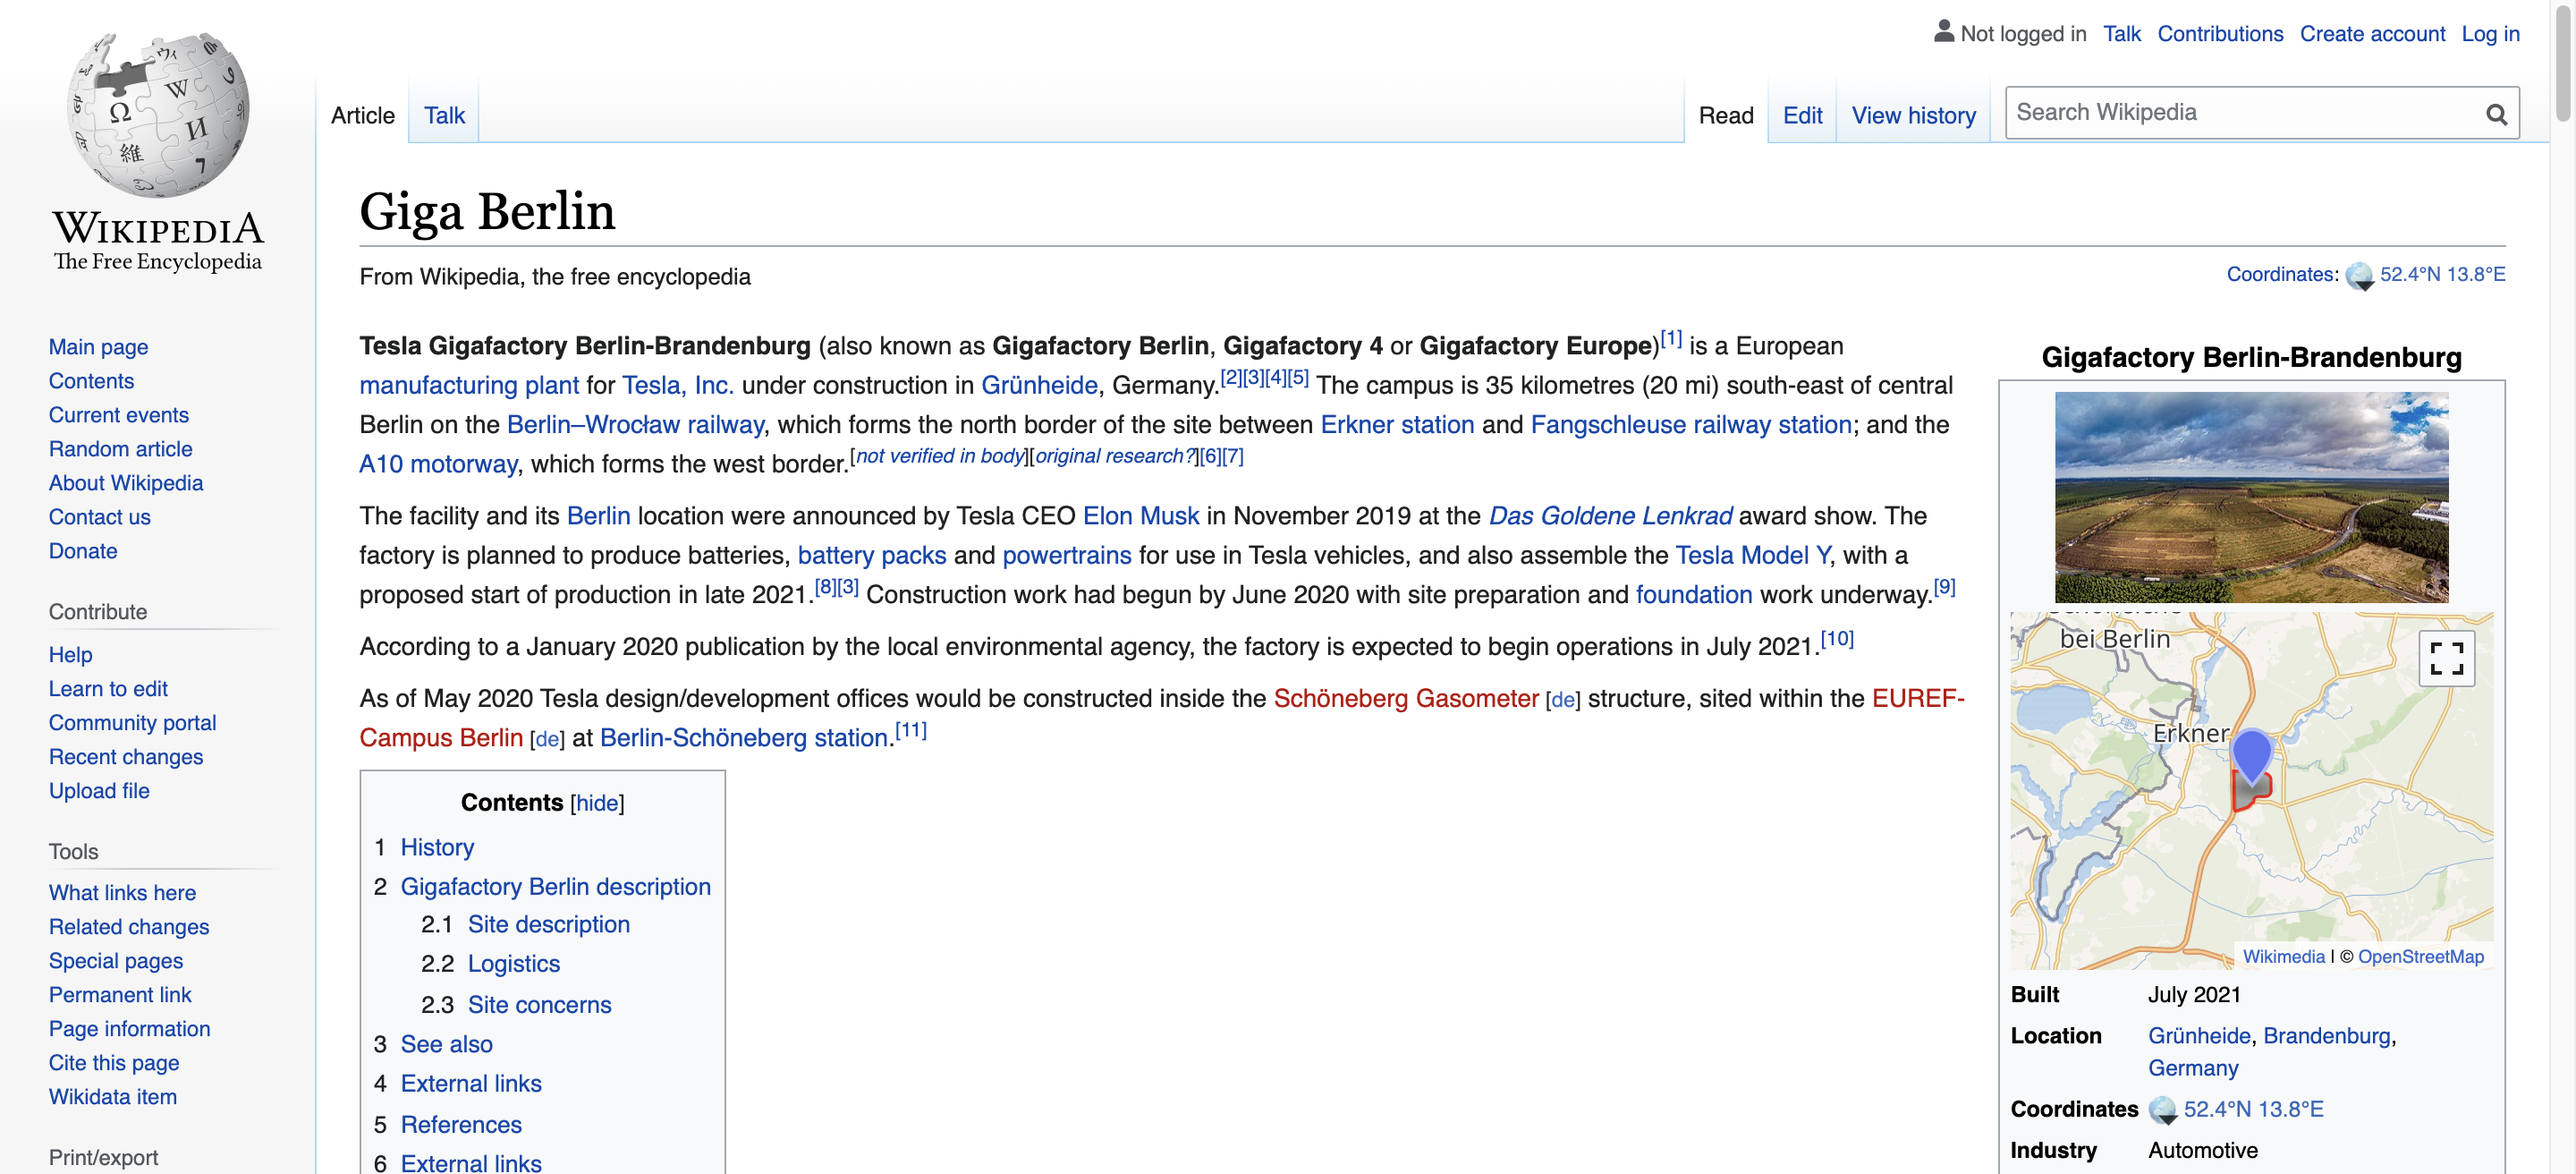 Not logged in Talk Contributions Create account Log in
Article Talk Read Edit View history Search Wikipedia
WIKIPEDIA
The Free Encyclopedia
Main page
Contents
Current events
Random article
About Wikipedia
Contact us
Donate
Contribute
Help
Learn to edit
Community portal
Recent changes
Upload file
Tools
What links here
Related changes
Special pages
Permanent link
Page information
Cite this page
Wikidata item
Print/export
Giga Berlin
From Wikipedia, the free encyclopedia
Coordinates: 52.4°N 13.8°E
Tesla Gigafactory Berlin-Brandenburg (also known as Gigafactory Berlin, Gigafactory 4 or Gigafactory Europe)[1] is a European
manufacturing plant for Tesla, Inc. under construction in Grünheide, Germany.[2][3][4][5] The campus is 35 kilometres (20 mi) south-east of central
Berlin on the Berlin–Wrocław railway, which forms the north border of the site between Erkner station and Fangschleuse railway station; and the
A10 motorway, which forms the west border.[not verified in body][original research?][6][7]
The facility and its Berlin location were announced by Tesla CEO Elon Musk in November 2019 at the Das Goldene Lenkrad award show. The
factory is planned to produce batteries, battery packs and powertrains for use in Tesla vehicles, and also assemble the Tesla Model Y, with a
proposed start of production in late 2021.[8][3] Construction work had begun by June 2020 with site preparation and foundation work underway.[9]
According to a January 2020 publication by the local environmental agency, the factory is expected to begin operations in July 2021.[10]
As of May 2020 Tesla design/development offices would be constructed inside the Schöneberg Gasometer [de] structure, sited within the EUREF-
Campus Berlin [de] at Berlin-Schöneberg station.[11]
Contents [hide]
1 History
2 Gigafactory Berlin description
2.1 Site description
2.2 Logistics
2.3 Site concerns
3 See also
4 External links
5 References
6 External links
Gigafactory Berlin-Brandenburg
bei Berlin
Erkner
Wikimedia | © OpenStreetMap
Built July 2021
Location Grünheide, Brandenburg,
Germany
Coordinates 52.4°N 13.8°E
Industry Automotive